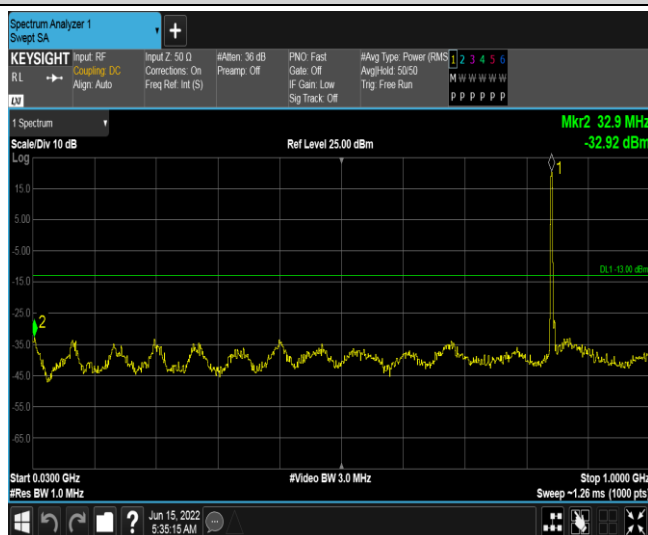 Spectrum Analyzer 1
Swept SA
+
KEYSIGHT
RL
LXI
Input: RF
Coupling: DC
Align: Auto
Input Z: 50 Ω
Corrections: On
Freq Ref: Int (S)
#Atten: 36 dB
Preamp: Off
PNO: Fast
Gate: Off
IF Gain: Low
Sig Track: Off
#Avg Type: Power (RMS
Avg|Hold: 50/50
Trig: Free Run
1 2 3 4 5 6
M W W W W W
P P P P P P
1 Spectrum
Mkr2 32.9 MHz
-32.92 dBm
Scale/Div 10 dB
Ref Level 25.00 dBm
Log
1
15.0
5.00
-5.00
DL1 -13.00 dBm
-15.0
-25.0
2
-35.0
-45.0
-55.0
-65.0
Start 0.0300 GHz
#Video BW 3.0 MHz
Stop 1.0000 GHz
#Res BW 1.0 MHz
Sweep ~1.26 ms (1000 pts)
?
Jun 15, 2022
5:35:15 AM